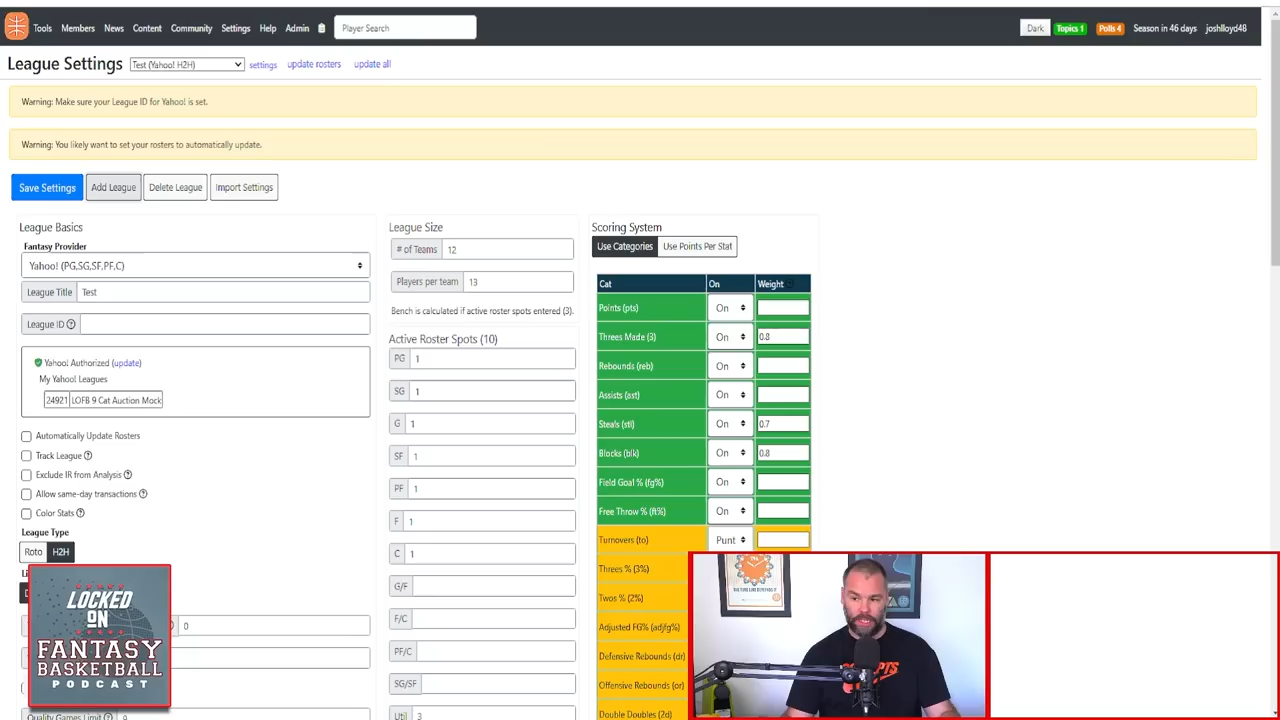 Tools Members News Content Community Settings Help Admin Player Search Dark Topics 1 Polls 4 Season in 46 days joshlloyd48
League Settings Test (Yahoo! H2H) settings update rosters update all
Warning: Make sure your League ID for Yahoo! is set.
Warning: You likely want to set your rosters to automatically update.
Save Settings Add League Delete League Import Settings
League Basics
Fantasy Provider
Yahoo! (PG,SG,SF,PF,C)
League Title Test
League ID
Yahoo! Authorized (update)
My Yahoo! Leagues
24921 LOFB 9 Cat Auction Mock
Automatically Update Rosters
Track League
Exclude IR from Analysis
Allow same-day transactions
Color Stats
League Type
Roto H2H
0
Quality Games Limit
League Size
# of Teams 12
Players per team 13
Bench is calculated if active roster spots entered (3).
Active Roster Spots (10)
PG 1
SG 1
G 1
SF 1
PF 1
F 1
C 1
G/F
F/C
PF/C
SG/SF
Util 3
Scoring System
Use Categories Use Points Per Stat
Cat On Weight
Points (pts) On
Threes Made (3) On 0.8
Rebounds (reb) On
Assists (ast) On
Steals (stl) On 0.7
Blocks (blk) On 0.8
Field Goal % (fg%) On
Free Throw % (ft%) On
Turnovers (to) Punt
Threes % (3%)
Twos % (2%)
Adjusted FG% (adjfg%)
Defensive Rebounds (dr)
Offensive Rebounds (or)
Double Doubles (2d)
LOCKED
ON
FANTASY
BASKETBALL
PODCAST